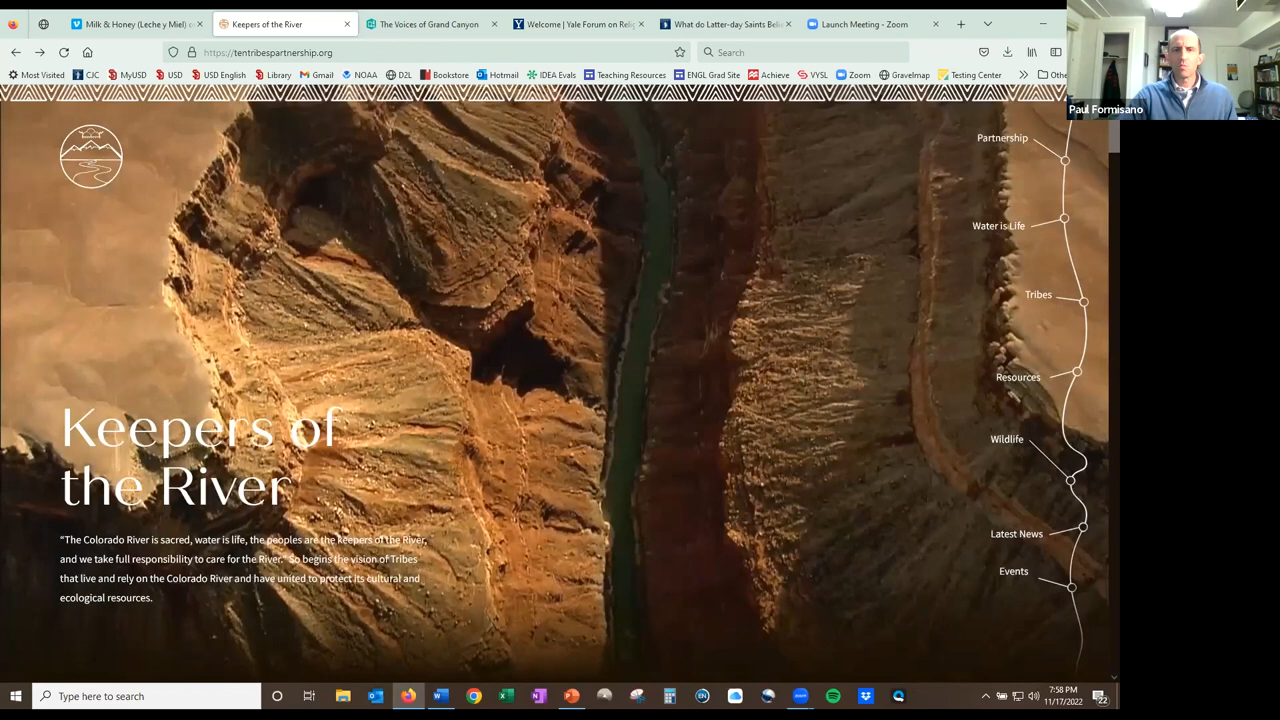 Milk & Honey (Leche y Miel) o
Keepers of the River
The Voices of Grand Canyon
Welcome | Yale Forum on Relig
What do Latter-day Saints Beli
Launch Meeting - Zoom
https://tentribespartnership.org
Search
Most Visited
CJC
MyUSD
USD
USD English
Library
Gmail
NOAA
D2L
Bookstore
Hotmail
IDEA Evals
Teaching Resources
ENGL Grad Site
Achieve
VVSL
Zoom
Gravelmap
Testing Center
Othe
Paul Formisano
Partnership
Water is Life
Tribes
Resources
Wildlife
Latest News
Events
Keepers of
the River
“The Colorado River is sacred, water is life, the peoples are the keepers of the River,
and we take full responsibility to care for the River.” So begins the vision of Tribes
that live and rely on the Colorado River and have united to protect its cultural and
ecological resources.
Type here to search
7:58 PM
11/17/2022
22